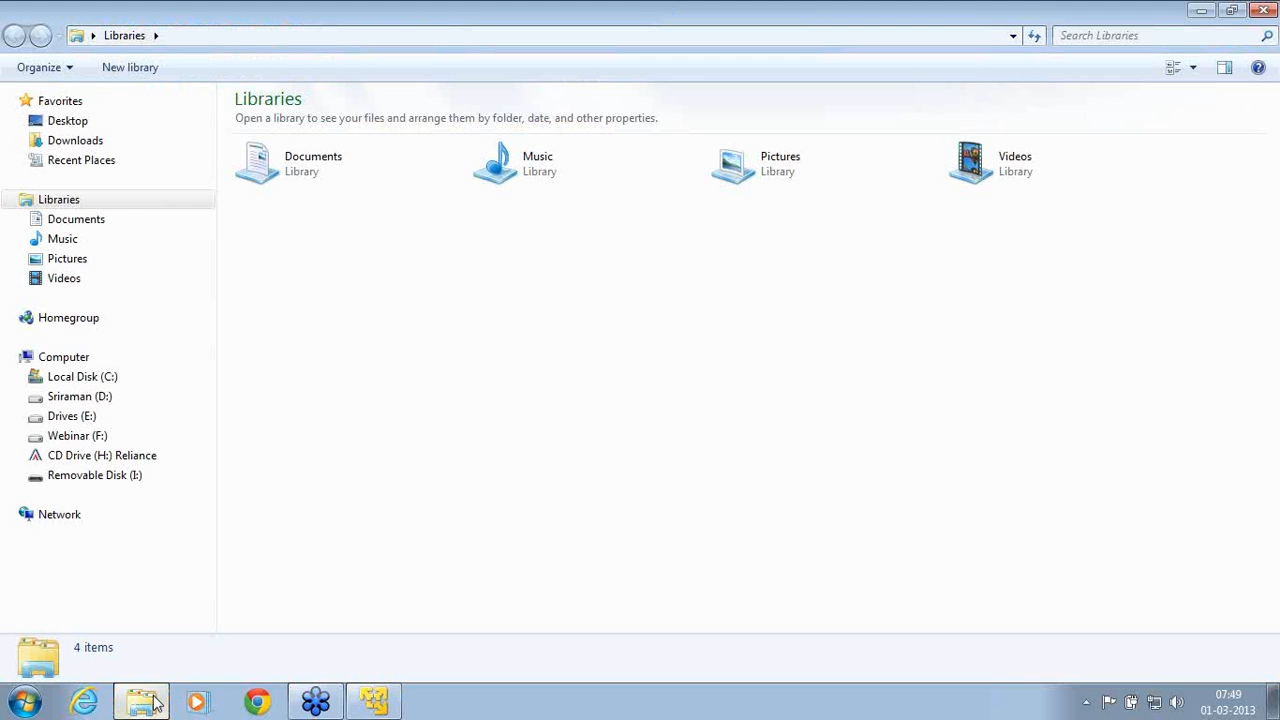 Libraries
Search Libraries
Organize
New library
Favorites
Desktop
Downloads
Recent Places
Libraries
Documents
Music
Pictures
Videos
Homegroup
Computer
Local Disk (C:)
Sriraman (D:)
Drives (E:)
Webinar (F:)
CD Drive (H:) Reliance
Removable Disk (I:)
Network
Libraries
Open a library to see your files and arrange them by folder, date, and other properties.
Documents
Library
Music
Library
Pictures
Library
Videos
Library
4 items
07:49
01-03-2013